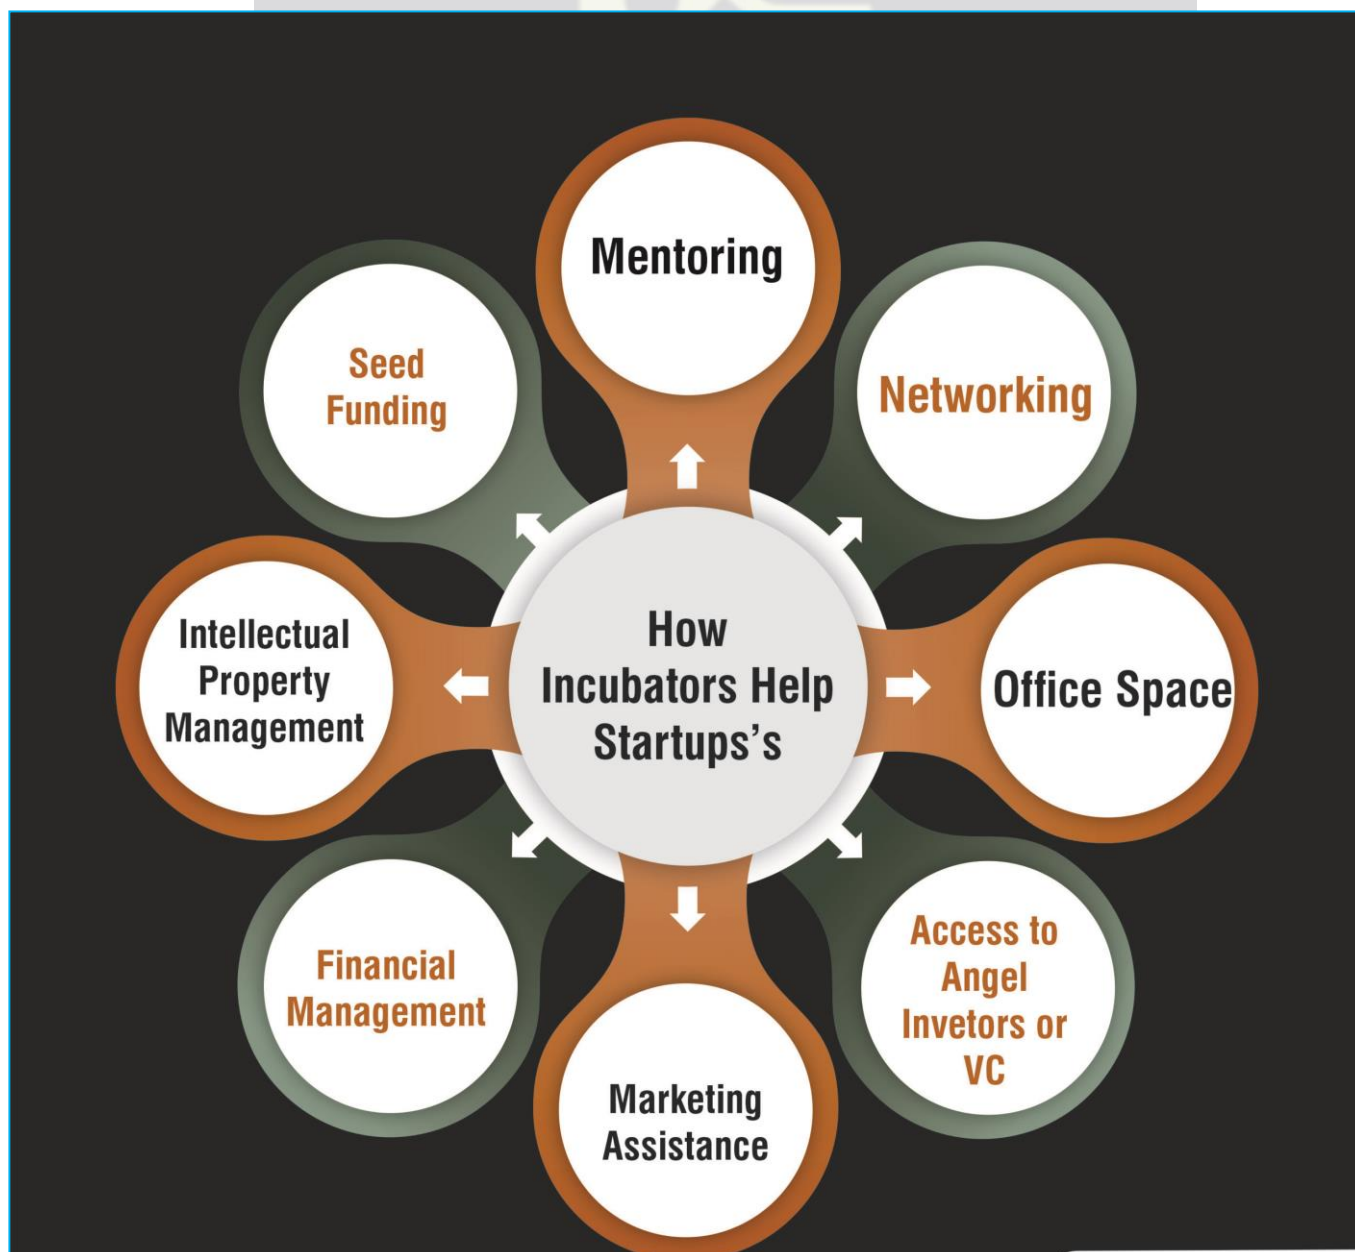 How
Incubators Help
Startups's
Mentoring
Networking
Office Space
Access to
Angel
Invetors or
VC
Marketing
Assistance
Financial
Management
Intellectual
Property
Management
Seed
Funding